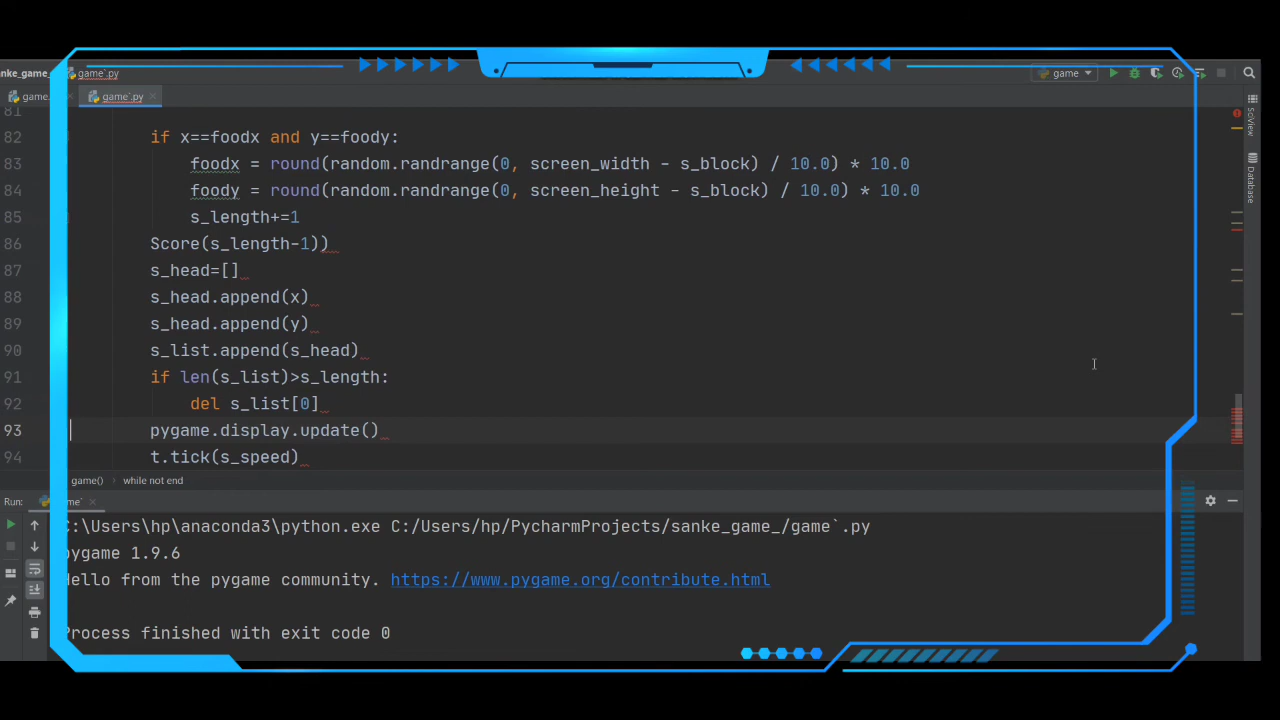 anke_game_ game`.py
game
game. game`.py
81
82 if x==foodx and y==foody:
83 foodx = round(random.randrange(0, screen_width - s_block) / 10.0) * 10.0
84 foody = round(random.randrange(0, screen_height - s_block) / 10.0) * 10.0
85 s_length+=1
86 Score(s_length-1))
87 s_head=[]
88 s_head.append(x)
89 s_head.append(y)
90 s_list.append(s_head)
91 if len(s_list)>s_length:
92 del s_list[0]
93 pygame.display.update()
94 t.tick(s_speed)
SciView
Database
game() › while not end
Run:
C:\Users\hp\anaconda3\python.exe C:/Users/hp/PycharmProjects/sanke_game_/game`.py
pygame 1.9.6
Hello from the pygame community. https://www.pygame.org/contribute.html
Process finished with exit code 0